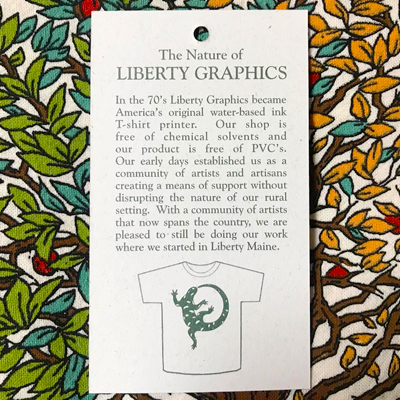 The Nature of
LIBERTY GRAPHICS
In the 70's Liberty Graphics became
America's original water-based ink
T-shirt printer. Our shop is
free of chemical solvents and
our product is free of PVC's.
Our early days established us as a
community of artists and artisans
creating a means of support without
disrupting the nature of our rural
setting. With a community of artists
that now spans the country, we are
pleased to still be doing our work
where we started in Liberty Maine.